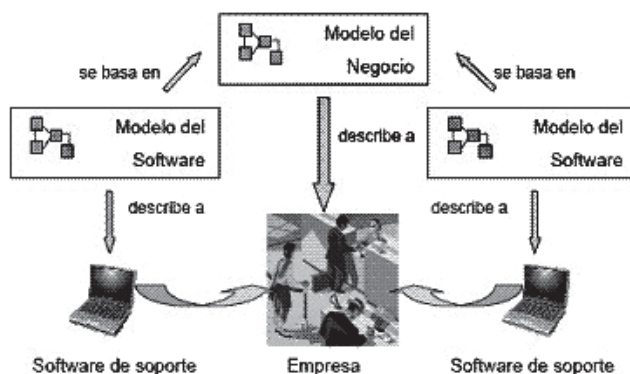 Modelo del
Negocio
se basa en
se basa en
Modelo del
Software
describe a
Modelo del
Software
describe a
describe a
Software de soporte
Empresa
Software de soporte